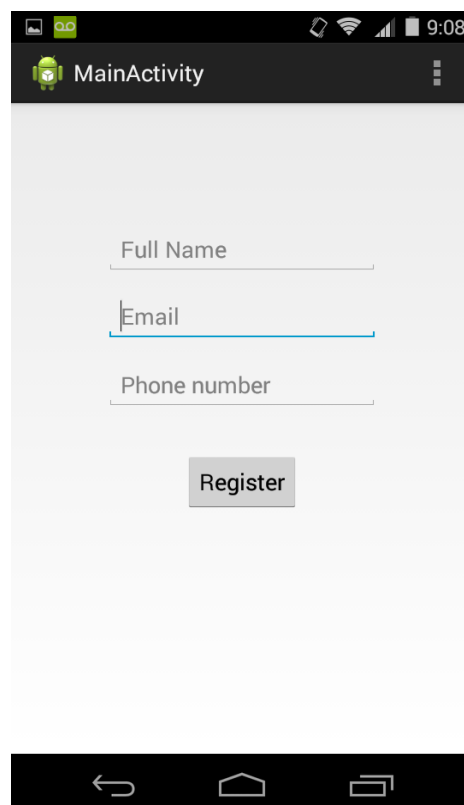 9:08
MainActivity
Full Name
Email
Phone number
Register